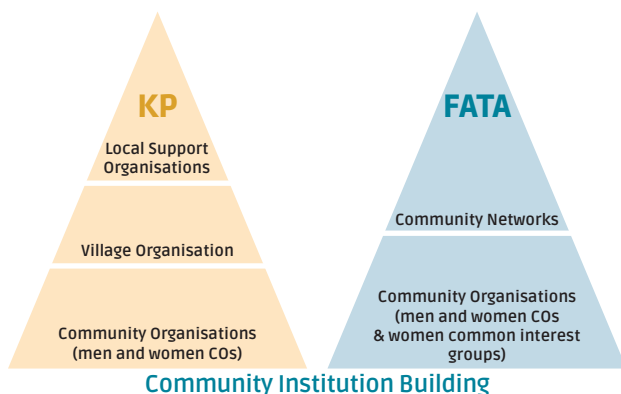 KP
Local Support
Organisations
Village Organisation
Community Organisations
(men and women COs)
FATA
Community Networks
Community Organisations
(men and women COs
& women common interest
groups)
Community Institution Building